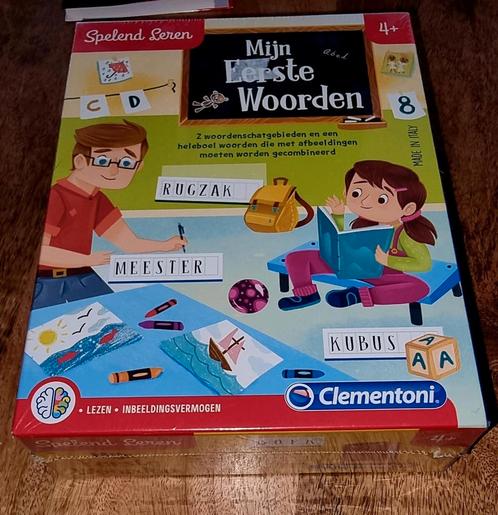 Spelend Leren
4+
Mijn
Eerste
Woorden
C D
8
2 woordenschatgebieden en een
heleboel woorden die met afbeeldingen
moeten worden gecombineerd
MADE IN ITALY
RUGZAK
MEESTER
KUBUS
A
A A
• LEZEN • INBEELDINGSVERMOGEN
Clementoni
Spelend Leren
4+